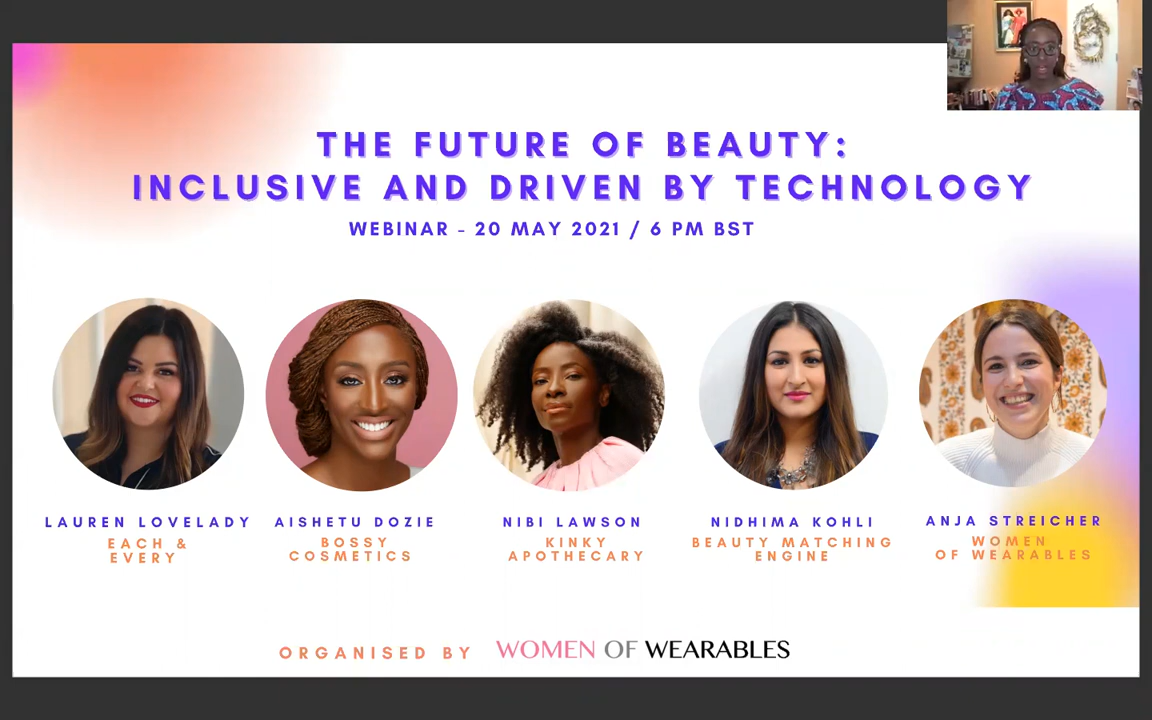 THE FUTURE OF BEAUTY:
INCLUSIVE AND DRIVEN BY TECHNOLOGY
WEBINAR - 20 MAY 2021 / 6 PM BST
LAUREN LOVELADY
EACH &
EVERY
AISHETU DOZIE
BOSSY
COSMETICS
NIBI LAWSON
KINKY
APOTHECARY
NIDHIMA KOHLI
BEAUTY MATCHING
ENGINE
ANJA STREICHER
WOMEN
OF WEARABLES
ORGANISED BY WOMEN OF WEARABLES